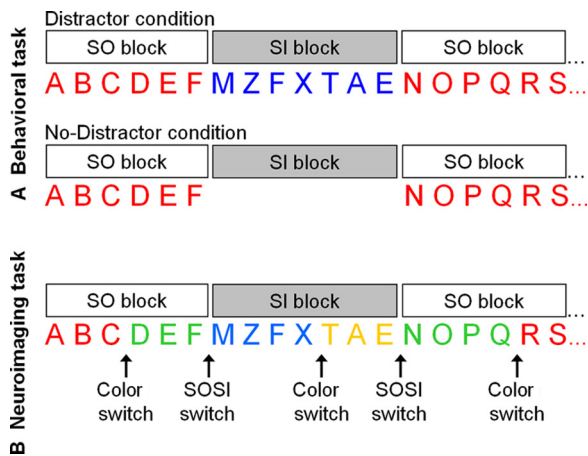 Distractor condition
SO block SI block SO block ...
A B C D E F M Z F X T A E N O P Q R S...
No-Distractor condition
SO block SI block SO block ...
A B C D E F N O P Q R S...
A Behavioral task
SO block SI block SO block ...
A B C D E F M Z F X T A E N O P Q R S...
Color SOSI Color SOSI Color
switch switch switch switch switch
B Neuroimaging task